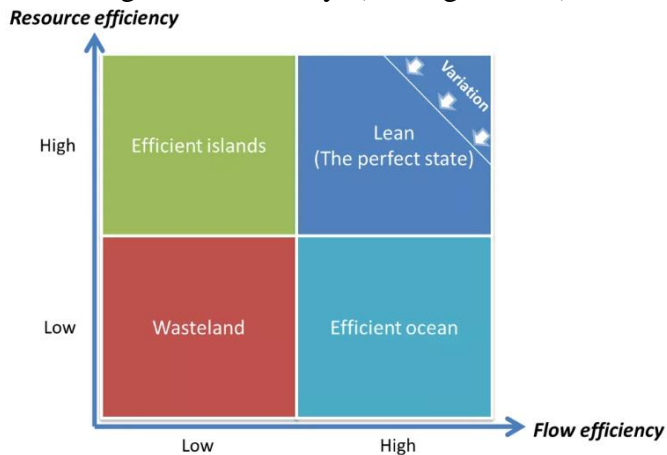 Resource efficiency
High
Efficient islands
Variation
Lean
(The perfect state)
Low
Wasteland
Efficient ocean
Low
High
Flow efficiency